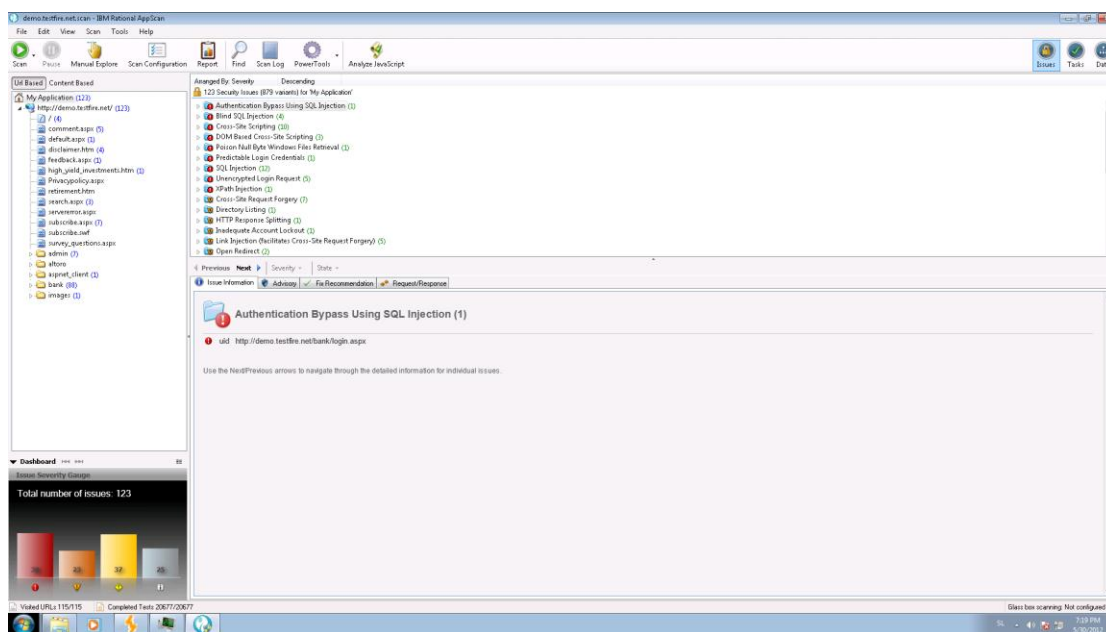 demo.testfire.net.scan - IBM Rational AppScan
File Edit View Scan Tools Help
Scan Pause Manual Explore Scan Configuration Report Find Scan Log PowerTools Analyze JavaScript Issues Tasks Dat
Url Based Content Based
My Application (123)
http://demo.testfire.net/ (123)
/ (4)
comment.aspx (5)
default.aspx (1)
disclaimer.htm (4)
feedback.aspx (1)
high_yield_investments.htm (1)
Privacypolicy.aspx
retirement.htm
search.aspx (3)
servererror.aspx
subscribe.aspx (7)
subscribe.swf
survey_questions.aspx
admin (7)
altoro
aspnet_client (1)
bank (88)
images (1)
Arranged By: Severity Descending
123 Security Issues (879 variants) for 'My Application'
Authentication Bypass Using SQL Injection (1)
Blind SQL Injection (4)
Cross-Site Scripting (10)
DOM Based Cross-Site Scripting (3)
Poison Null Byte Windows Files Retrieval (1)
Predictable Login Credentials (1)
SQL Injection (12)
Unencrypted Login Request (5)
XPath Injection (1)
Cross-Site Request Forgery (7)
Directory Listing (1)
HTTP Response Splitting (1)
Inadequate Account Lockout (1)
Link Injection (facilitates Cross-Site Request Forgery) (5)
Open Redirect (2)
Previous Next Severity State
Issue Information Advisory Fix Recommendation Request/Response
Authentication Bypass Using SQL Injection (1)
uid http://demo.testfire.net/bank/login.aspx
Use the Next/Previous arrows to navigate through the detailed information for individual issues.
Dashboard
Issue Severity Gauge
Total number of issues: 123
32
25
Visited URLs 115/115 Completed Tests 20677/20677 Glass box scanning: Not configured
SL 7:19 PM
5/30/2012